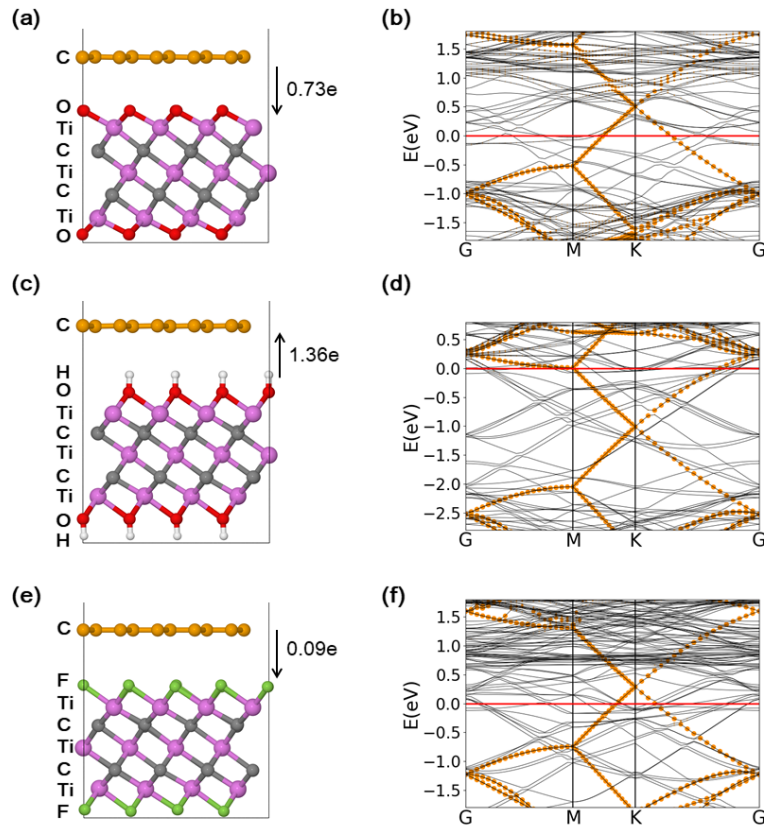 (a)
C
O
Ti
C
Ti
C
Ti
O
0.73e
(b)
E(eV)
1.5
1.0
0.5
0.0
−0.5
−1.0
−1.5
G M K G
(c)
C
H
O
Ti
C
Ti
C
Ti
O
H
1.36e
(d)
E(eV)
0.5
0.0
−0.5
−1.0
−1.5
−2.0
−2.5
G M K G
(e)
C
F
Ti
C
Ti
C
Ti
F
0.09e
(f)
E(eV)
1.5
1.0
0.5
0.0
−0.5
−1.0
−1.5
G M K G